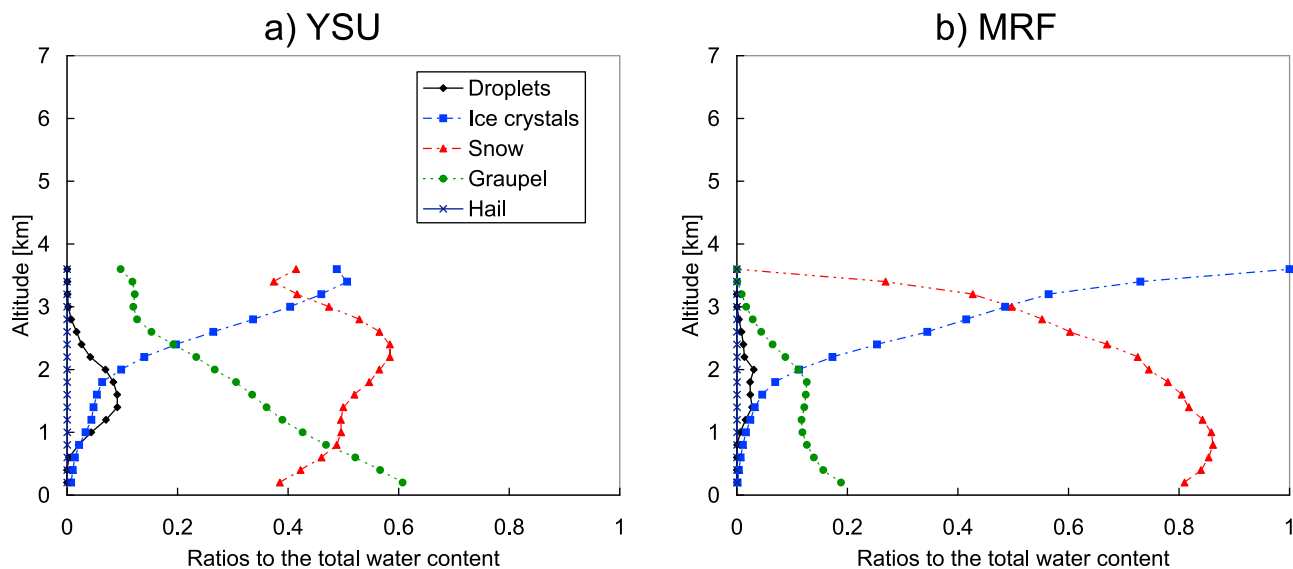 a) YSU
7
6
5
4
3
2
1
0
Altitude [km]
Droplets
Ice crystals
Snow
Graupel
Hail
0
0.2
0.4
0.6
0.8
1
Ratios to the total water content
b) MRF
7
6
5
4
3
2
1
0
Altitude [km]
0
0.2
0.4
0.6
0.8
1
Ratios to the total water content